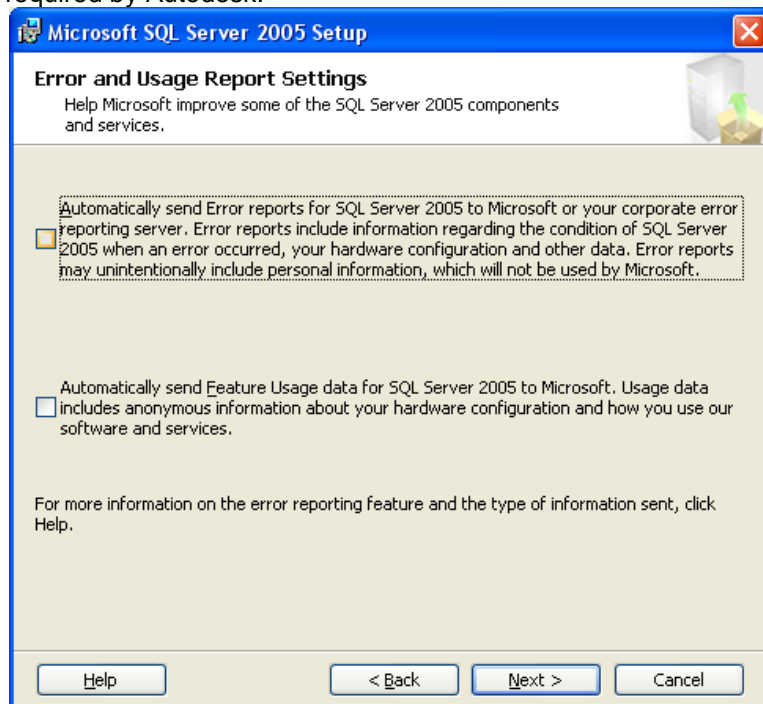 required by Autodesk.
Microsoft SQL Server 2005 Setup
Error and Usage Report Settings
Help Microsoft improve some of the SQL Server 2005 components
and services.
Automatically send Error reports for SQL Server 2005 to Microsoft or your corporate error
reporting server. Error reports include information regarding the condition of SQL Server
2005 when an error occurred, your hardware configuration and other data. Error reports
may unintentionally include personal information, which will not be used by Microsoft.
Automatically send Feature Usage data for SQL Server 2005 to Microsoft. Usage data
includes anonymous information about your hardware configuration and how you use our
software and services.
For more information on the error reporting feature and the type of information sent, click
Help.
Help
< Back
Next >
Cancel